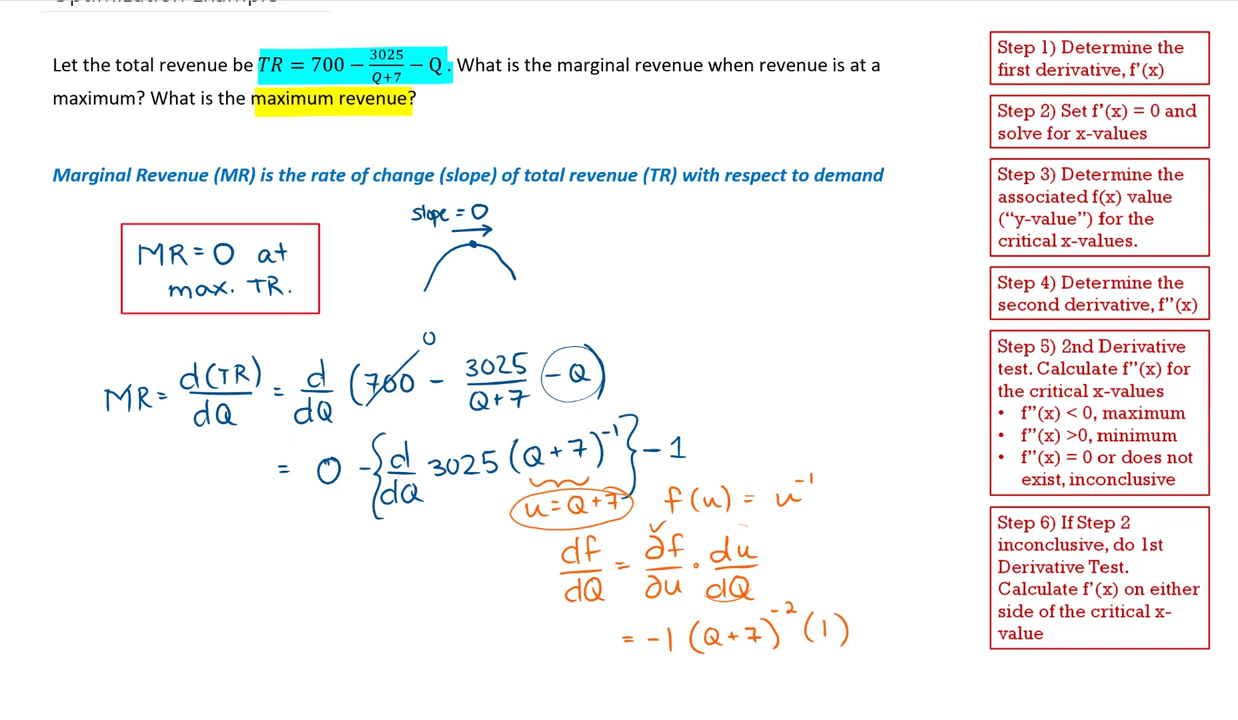 Optimization Example
Let the total revenue be TR = 700 − 3025/(Q+7) − Q . What is the marginal revenue when revenue is at a
maximum? What is the maximum revenue?
Marginal Revenue (MR) is the rate of change (slope) of total revenue (TR) with respect to demand
slope = 0
MR = 0 at
max. TR.
0
MR = d(TR)/dQ = d/dQ (700 − 3025/(Q+7) − Q)
= 0 − {d/dQ 3025 (Q+7)⁻¹} − 1
u = Q+7 f(u) = u⁻¹
df/dQ = ∂f/∂u · du/dQ
= −1 (Q+7)⁻² (1)
Step 1) Determine the
first derivative, f'(x)
Step 2) Set f'(x) = 0 and
solve for x-values
Step 3) Determine the
associated f(x) value
("y-value") for the
critical x-values.
Step 4) Determine the
second derivative, f''(x)
Step 5) 2nd Derivative
test. Calculate f''(x) for
the critical x-values
• f''(x) < 0, maximum
• f''(x) >0, minimum
• f''(x) = 0 or does not
exist, inconclusive
Step 6) If Step 2
inconclusive, do 1st
Derivative Test.
Calculate f'(x) on either
side of the critical x-
value